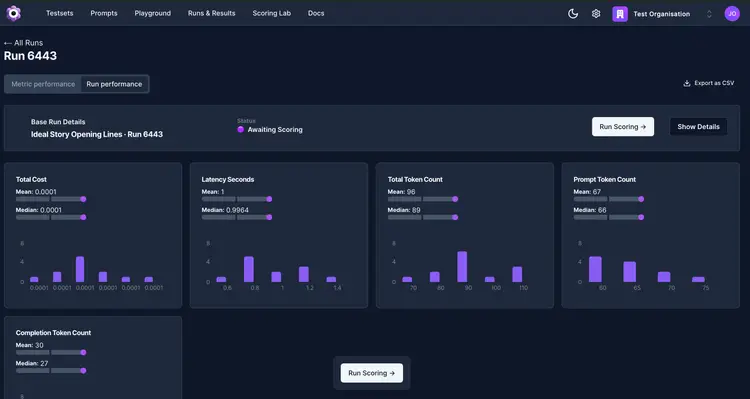 Testsets Prompts Playground Runs & Results Scoring Lab Docs Test Organisation JO
← All Runs
Run 6443
Metric performance Run performance Export as CSV
Base Run Details Status
Ideal Story Opening Lines · Run 6443 Awaiting Scoring Run Scoring → Show Details
Total Cost Latency Seconds Total Token Count Prompt Token Count
Mean: 0.0001 Mean: 1 Mean: 96 Mean: 67
Median: 0.0001 Median: 0.9964 Median: 89 Median: 66
8 8 8 8
4 4 4 4
0 0 0 0
0.0001 0.0001 0.0001 0.0001 0.0001 0.0001 0.6 0.8 1 1.2 1.4 70 80 90 100 110 60 65 70 75
Completion Token Count
Mean: 30
Median: 27
Run Scoring →
8